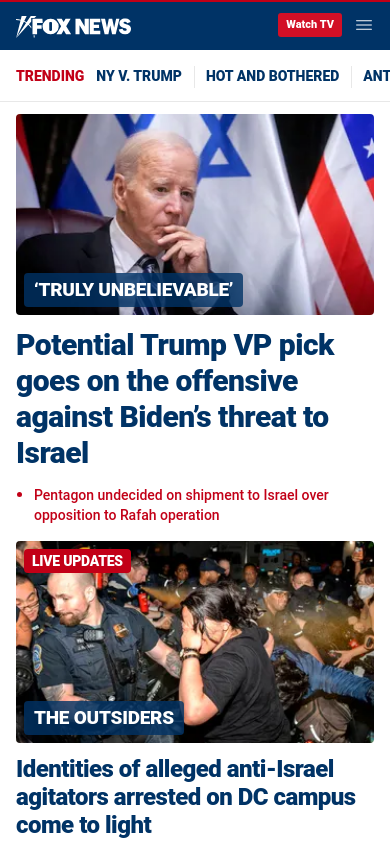 FOX NEWS
Watch TV
TRENDING NY V. TRUMP HOT AND BOTHERED ANT
‘TRULY UNBELIEVABLE’
Potential Trump VP pick
goes on the offensive
against Biden’s threat to
Israel
• Pentagon undecided on shipment to Israel over
opposition to Rafah operation
LIVE UPDATES
THE OUTSIDERS
Identities of alleged anti-Israel
agitators arrested on DC campus
come to light